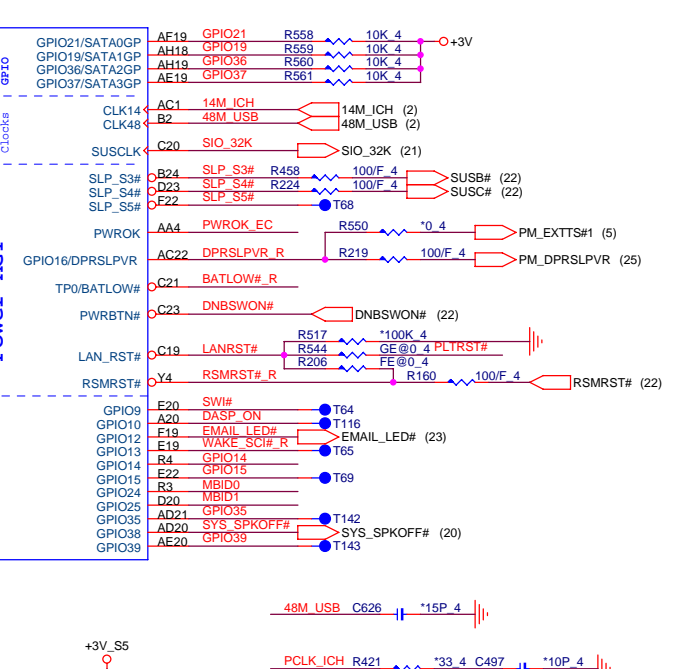 GPIO21/SATA0GP AF19 GPIO21 R558 10K_4 +3V
GPIO19/SATA1GP AH18 GPIO19 R559 10K_4
GPIO36/SATA2GP AH19 GPIO36 R560 10K_4
GPIO37/SATA3GP AE19 GPIO37 R561 10K_4
GPIO
CLK14 AC1 14M_ICH 14M_ICH (2)
CLK48 B2 48M_USB 48M_USB (2)
Clocks
SUSCLK C20 SIO_32K SIO_32K (21)
SLP_S3# B24 SLP_S3# R458 100/F_4 SUSB# (22)
SLP_S4# D23 SLP_S4# R224 100/F_4 SUSC# (22)
SLP_S5# F22 SLP_S5# T68
PWROK AA4 PWROK_EC R550 *0_4 PM_EXTTS#1 (5)
GPIO16/DPRSLPVR AC22 DPRSLPVR_R R219 100/F_4 PM_DPRSLPVR (25)
TP0/BATLOW# C21 BATLOW#_R
PWRBTN# C23 DNBSWON# DNBSWON# (22)
R517 *100K_4
LAN_RST# C19 LANRST# R544 GE@0_4 PLTRST#
R206 FE@0_4
RSMRST# Y4 RSMRST#_R R160 100/F_4 RSMRST# (22)
GPIO9 E20 SWI# T64
GPIO10 A20 DASP_ON T116
GPIO12 F19 EMAIL_LED# EMAIL_LED# (23)
GPIO13 E19 WAKE_SCI#_R T65
GPIO14 R4 GPIO14
GPIO15 E22 GPIO15 T69
GPIO24 R3 MBID0
GPIO25 D20 MBID1
GPIO35 AD21 GPIO35 T142
GPIO38 AD20 SYS_SPKOFF# SYS_SPKOFF# (20)
GPIO39 AE20 GPIO39 T143
48M_USB C626 *15P_4
+3V_S5
PCLK_ICH R421 *33_4 C497 *10P_4